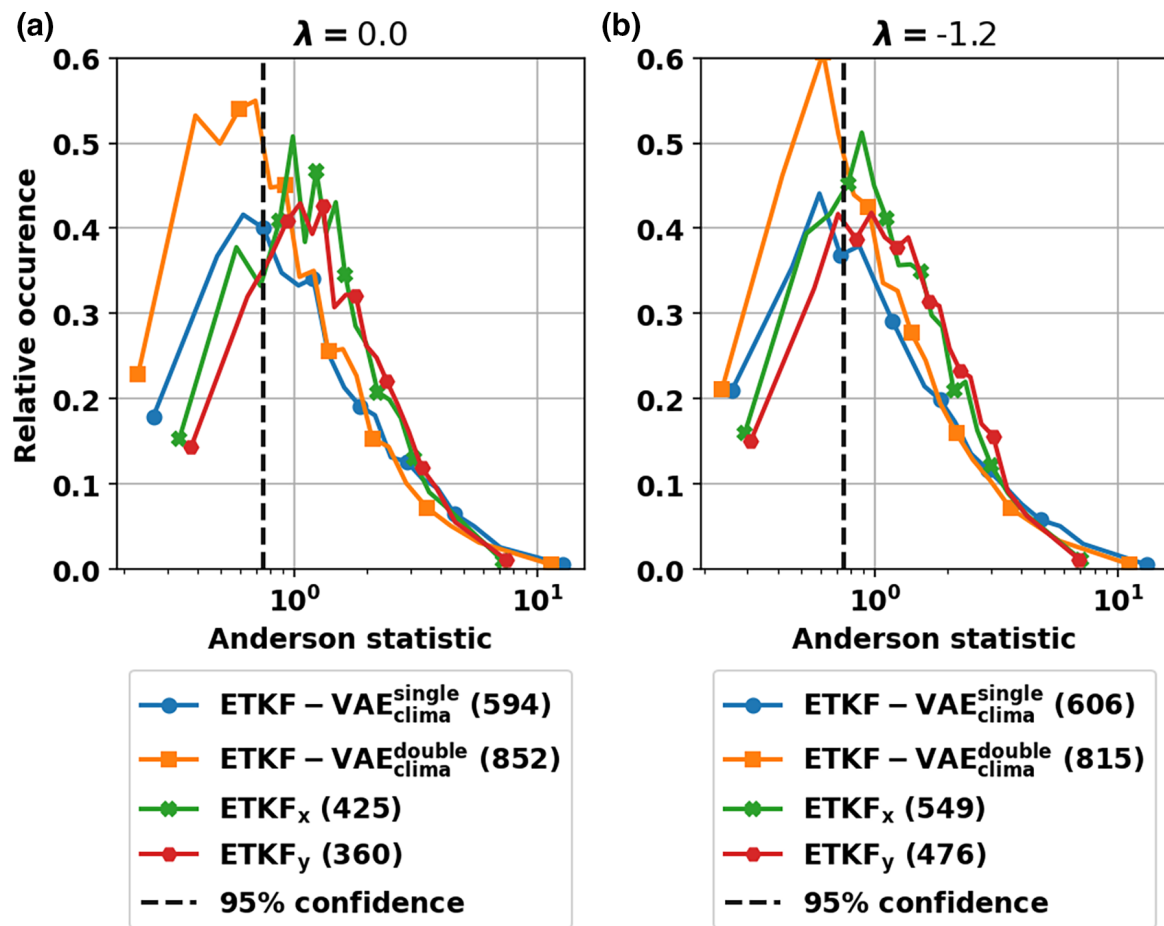 (a) λ = 0.0
(b) λ = -1.2
Relative occurence
0.6
0.5
0.4
0.3
0.2
0.1
0.0
10⁰ 10¹
Anderson statistic
0.6
0.5
0.4
0.3
0.2
0.1
0.0
10⁰ 10¹
Anderson statistic
ETKF − VAE^single_clima (594)
ETKF − VAE^double_clima (852)
ETKF_x (425)
ETKF_y (360)
95% confidence
ETKF − VAE^single_clima (606)
ETKF − VAE^double_clima (815)
ETKF_x (549)
ETKF_y (476)
95% confidence